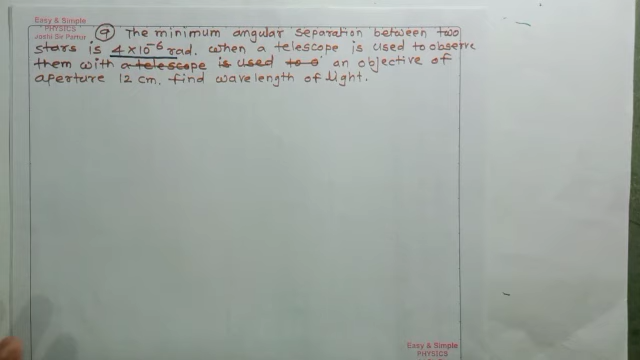 Easy & Simple
PHYSICS
Joshi Sir Partur
Q The minimum angular separation between two
stars is 4×10⁻⁶ rad. when a telescope is used to observe
them with a telescope is used to o an objective of
aperture 12 cm. find wavelength of light.
Easy & Simple
PHYSICS